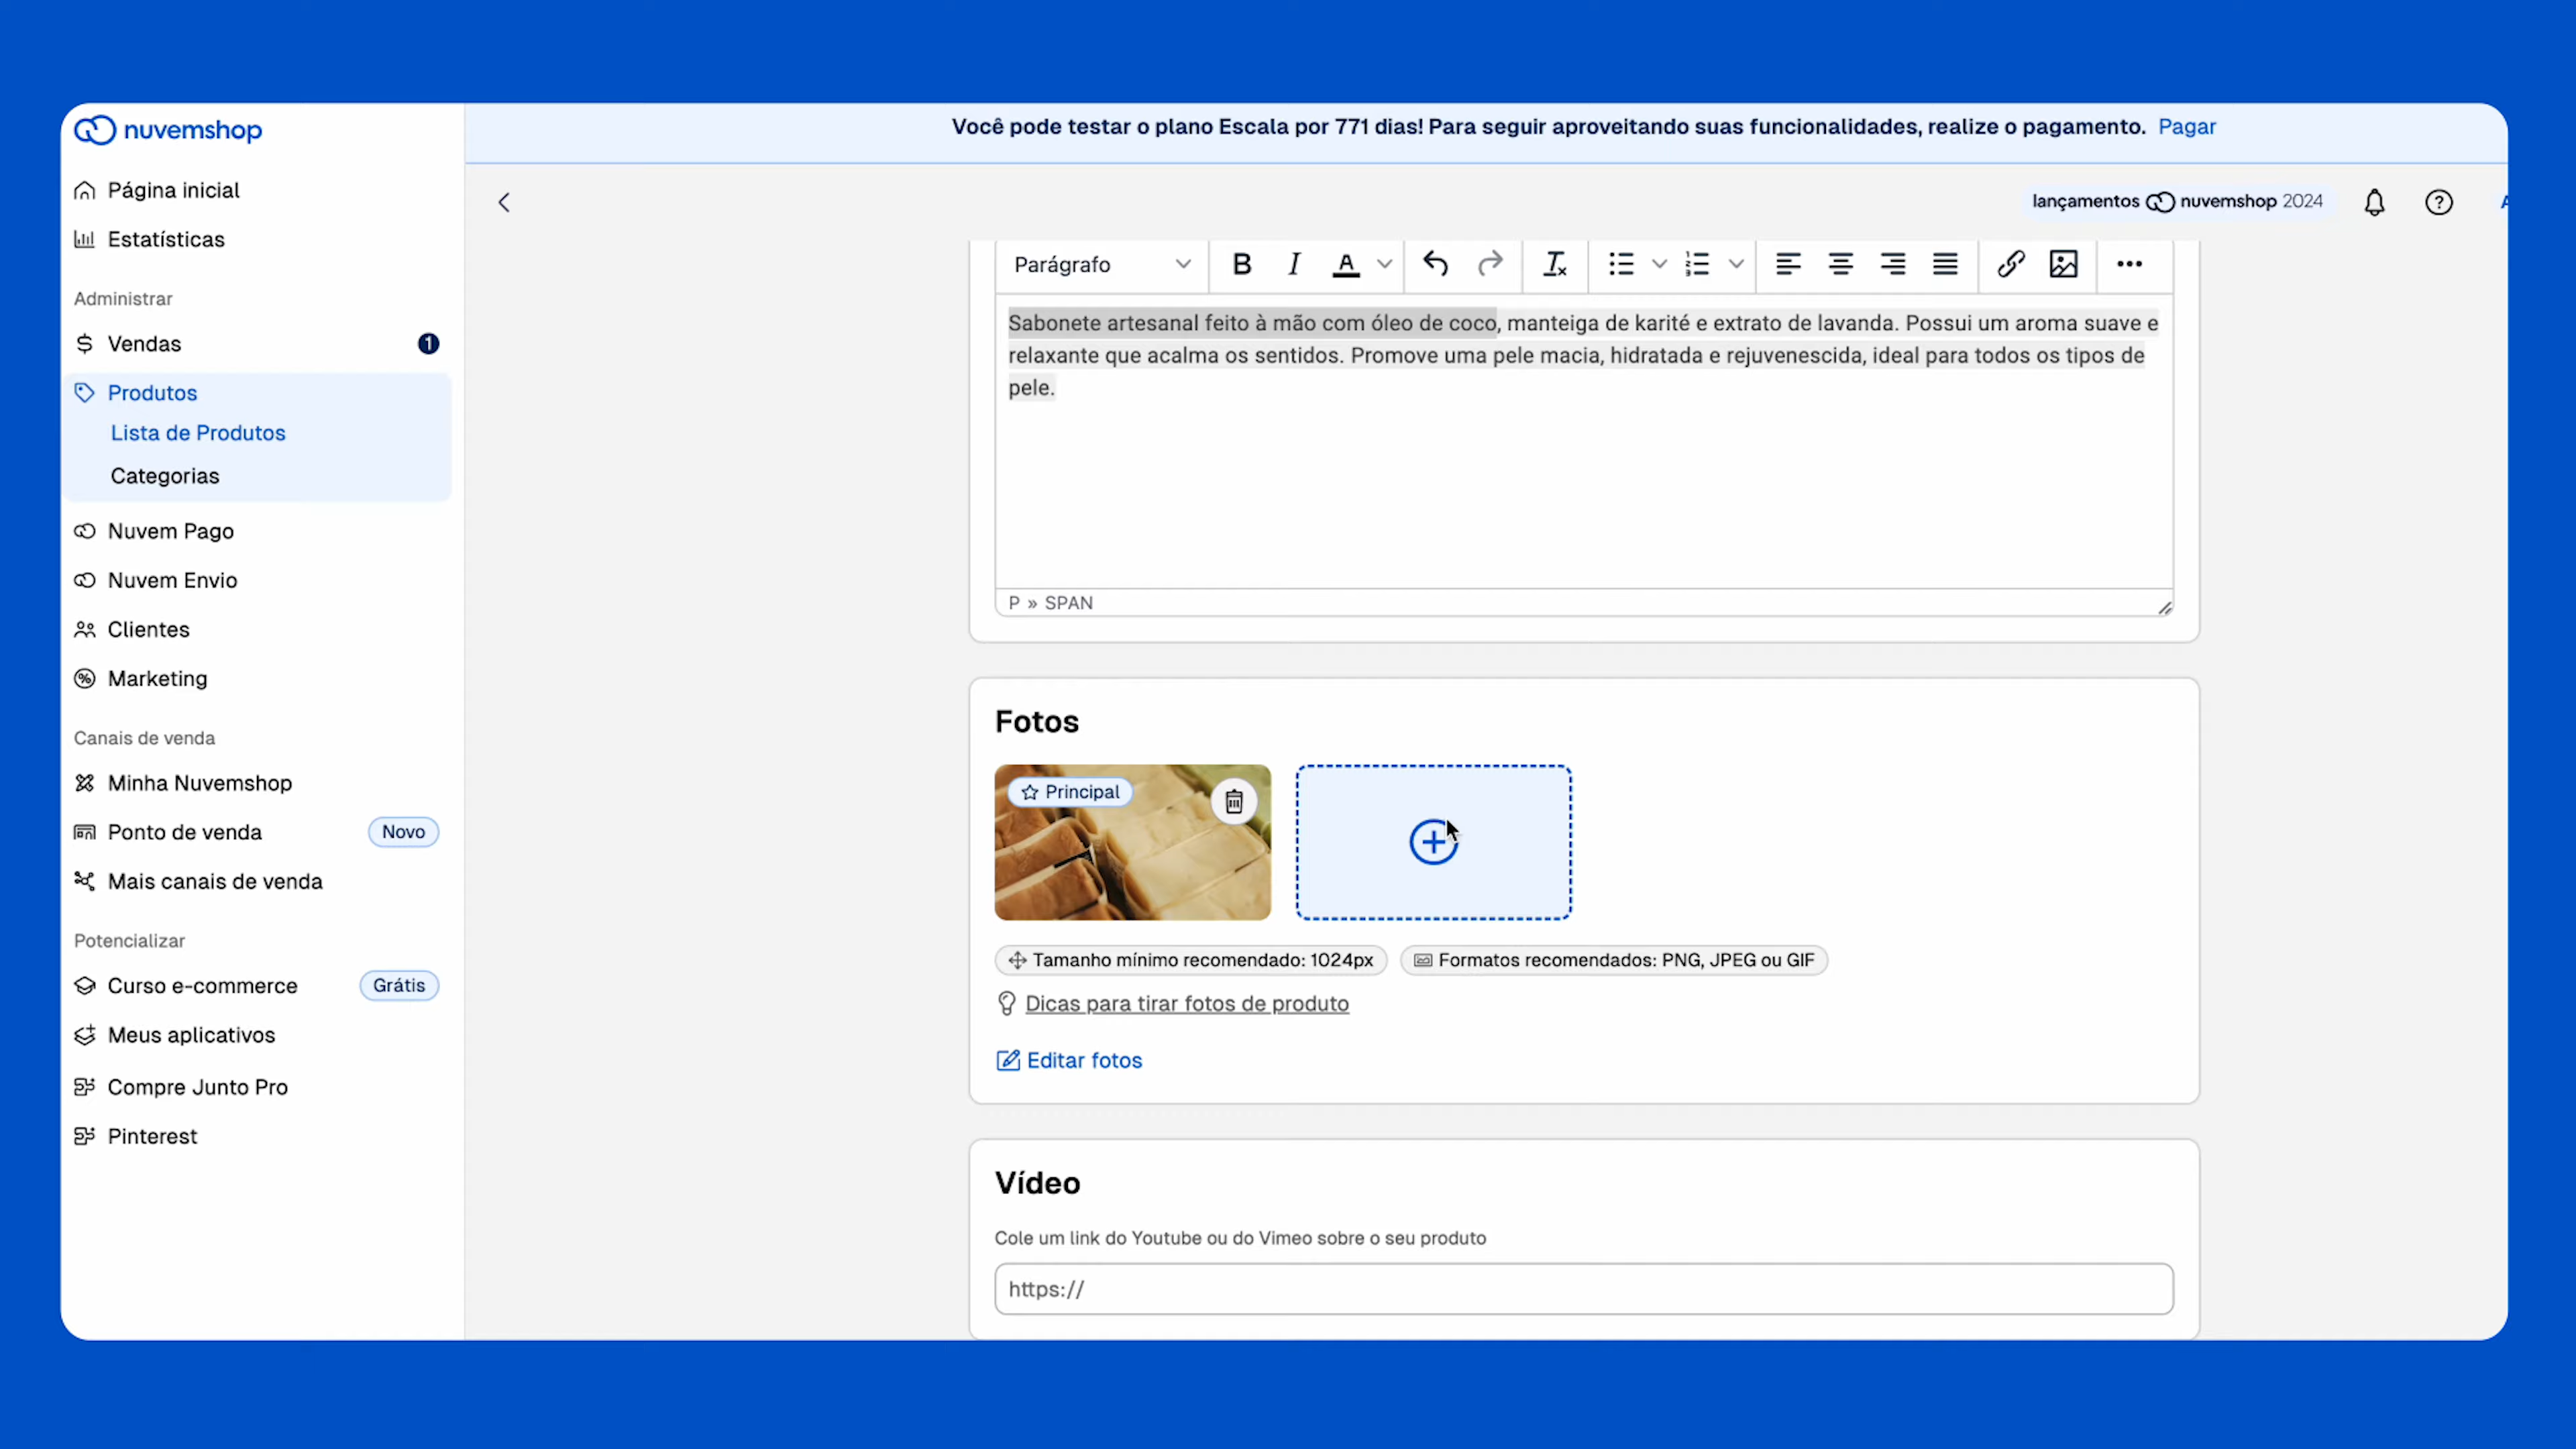 nuvemshop
Você pode testar o plano Escala por 771 dias! Para seguir aproveitando suas funcionalidades, realize o pagamento. Pagar
lançamentos nuvemshop 2024
Página inicial
Estatísticas
Administrar
Vendas 1
Produtos
Lista de Produtos
Categorias
Nuvem Pago
Nuvem Envio
Clientes
Marketing
Canais de venda
Minha Nuvemshop
Ponto de venda Novo
Mais canais de venda
Potencializar
Curso e-commerce Grátis
Meus aplicativos
Compre Junto Pro
Pinterest
Parágrafo B I A
Sabonete artesanal feito à mão com óleo de coco, manteiga de karité e extrato de lavanda. Possui um aroma suave e
relaxante que acalma os sentidos. Promove uma pele macia, hidratada e rejuvenescida, ideal para todos os tipos de
pele.
P » SPAN
Fotos
Principal
Tamanho mínimo recomendado: 1024px Formatos recomendados: PNG, JPEG ou GIF
Dicas para tirar fotos de produto
Editar fotos
Vídeo
Cole um link do Youtube ou do Vimeo sobre o seu produto
https://